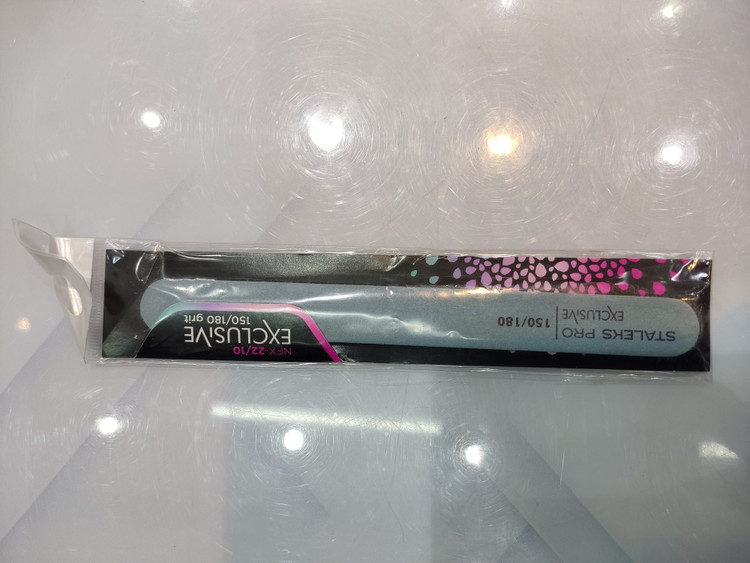 STALEKS PRO
EXCLUSIVE
150/180
NFX-22/10
EXCLUSIVE
150/180 grit